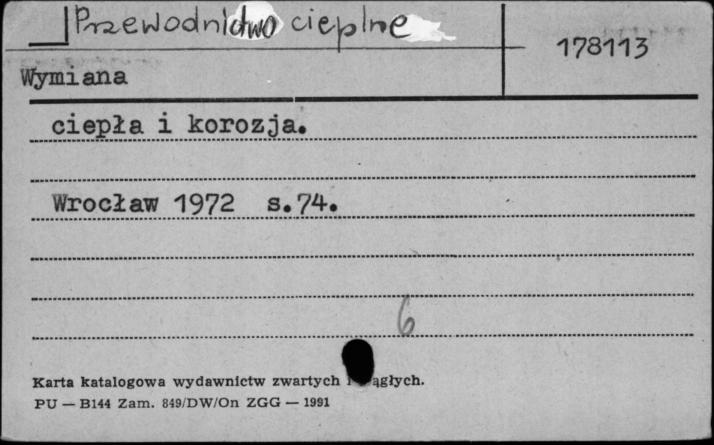 Przewodnictwo cieplne
178113
Wymiana
ciepła i korozja.
Wrocław 1972 s.74.
6
Karta katalogowa wydawnictw zwartych i
PU — B144 Zam. 849/DW/On ZGG — 1991